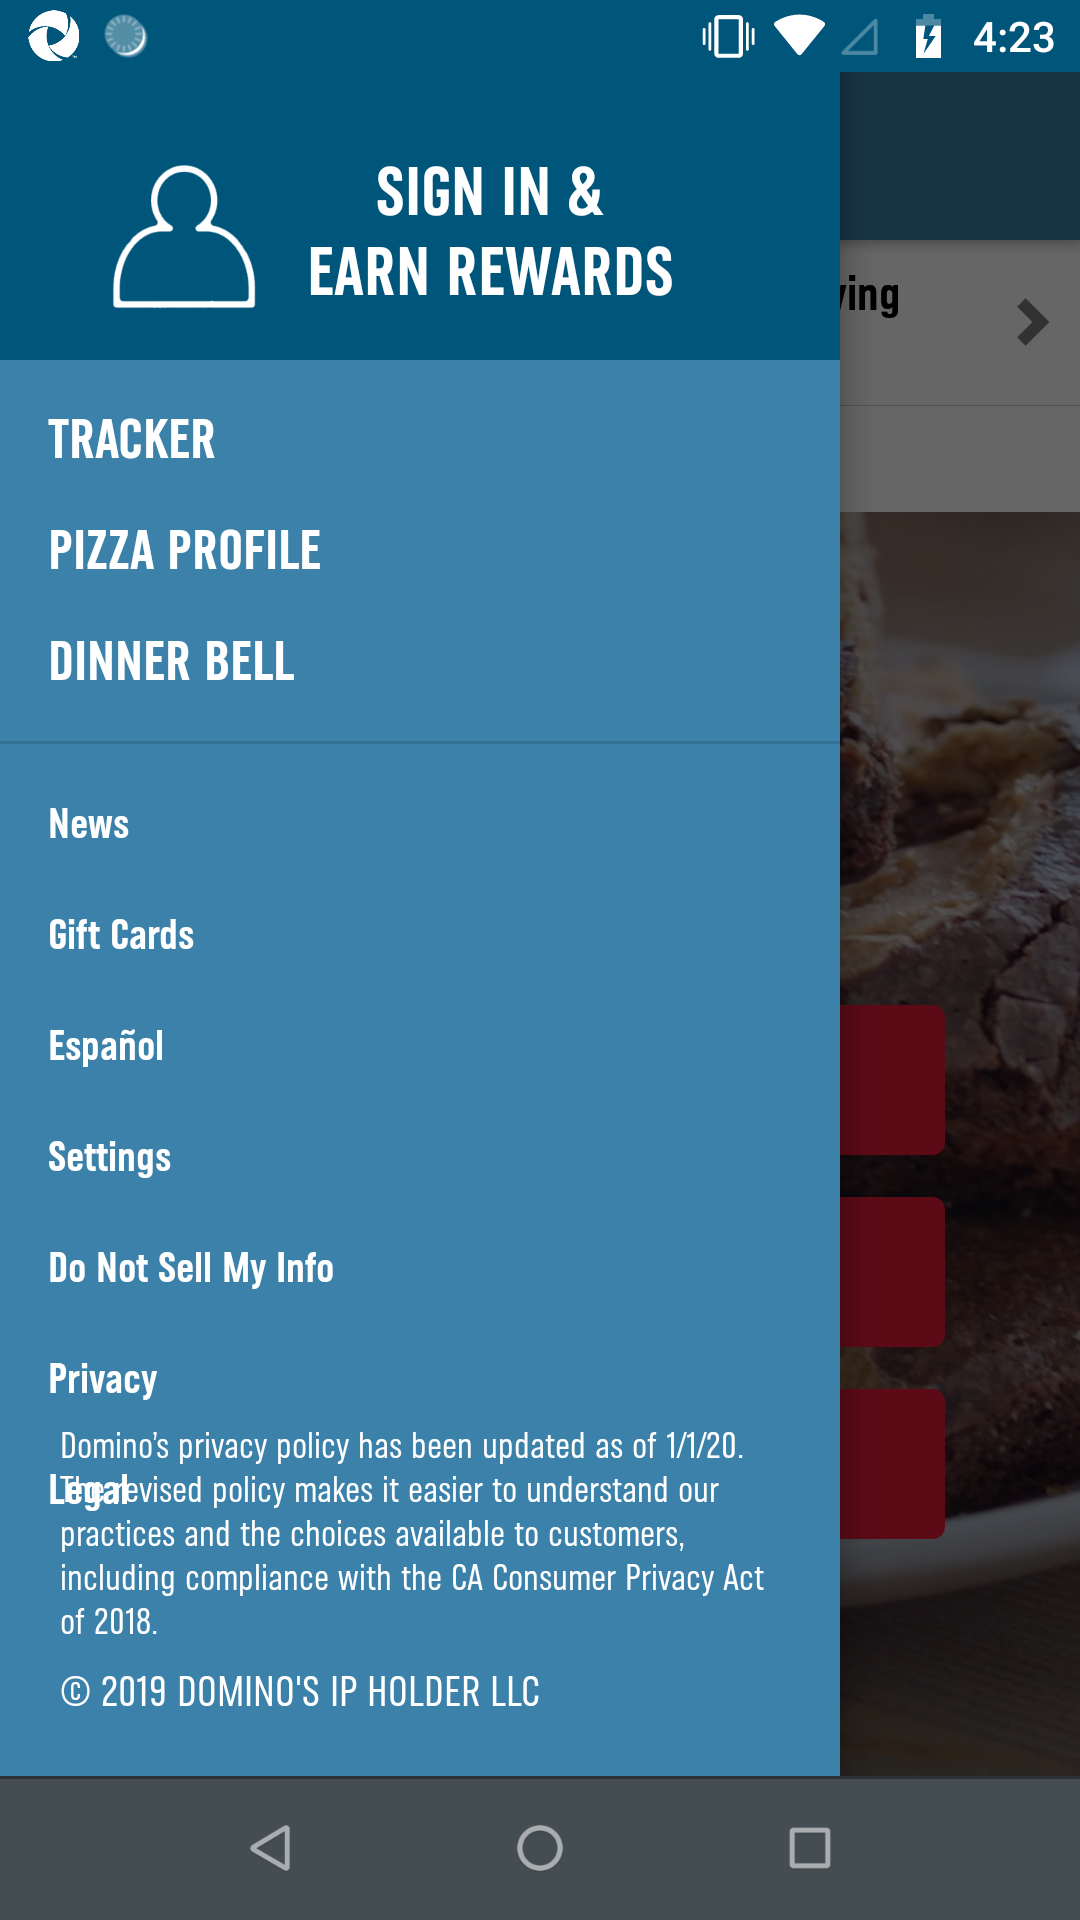 4:23
SIGN IN &
EARN REWARDS
ving
TRACKER
PIZZA PROFILE
DINNER BELL
News
Gift Cards
Español
Settings
Do Not Sell My Info
Privacy
Domino’s privacy policy has been updated as of 1/1/20.
Legal
The revised policy makes it easier to understand our
practices and the choices available to customers,
including compliance with the CA Consumer Privacy Act
of 2018.
© 2019 DOMINO'S IP HOLDER LLC